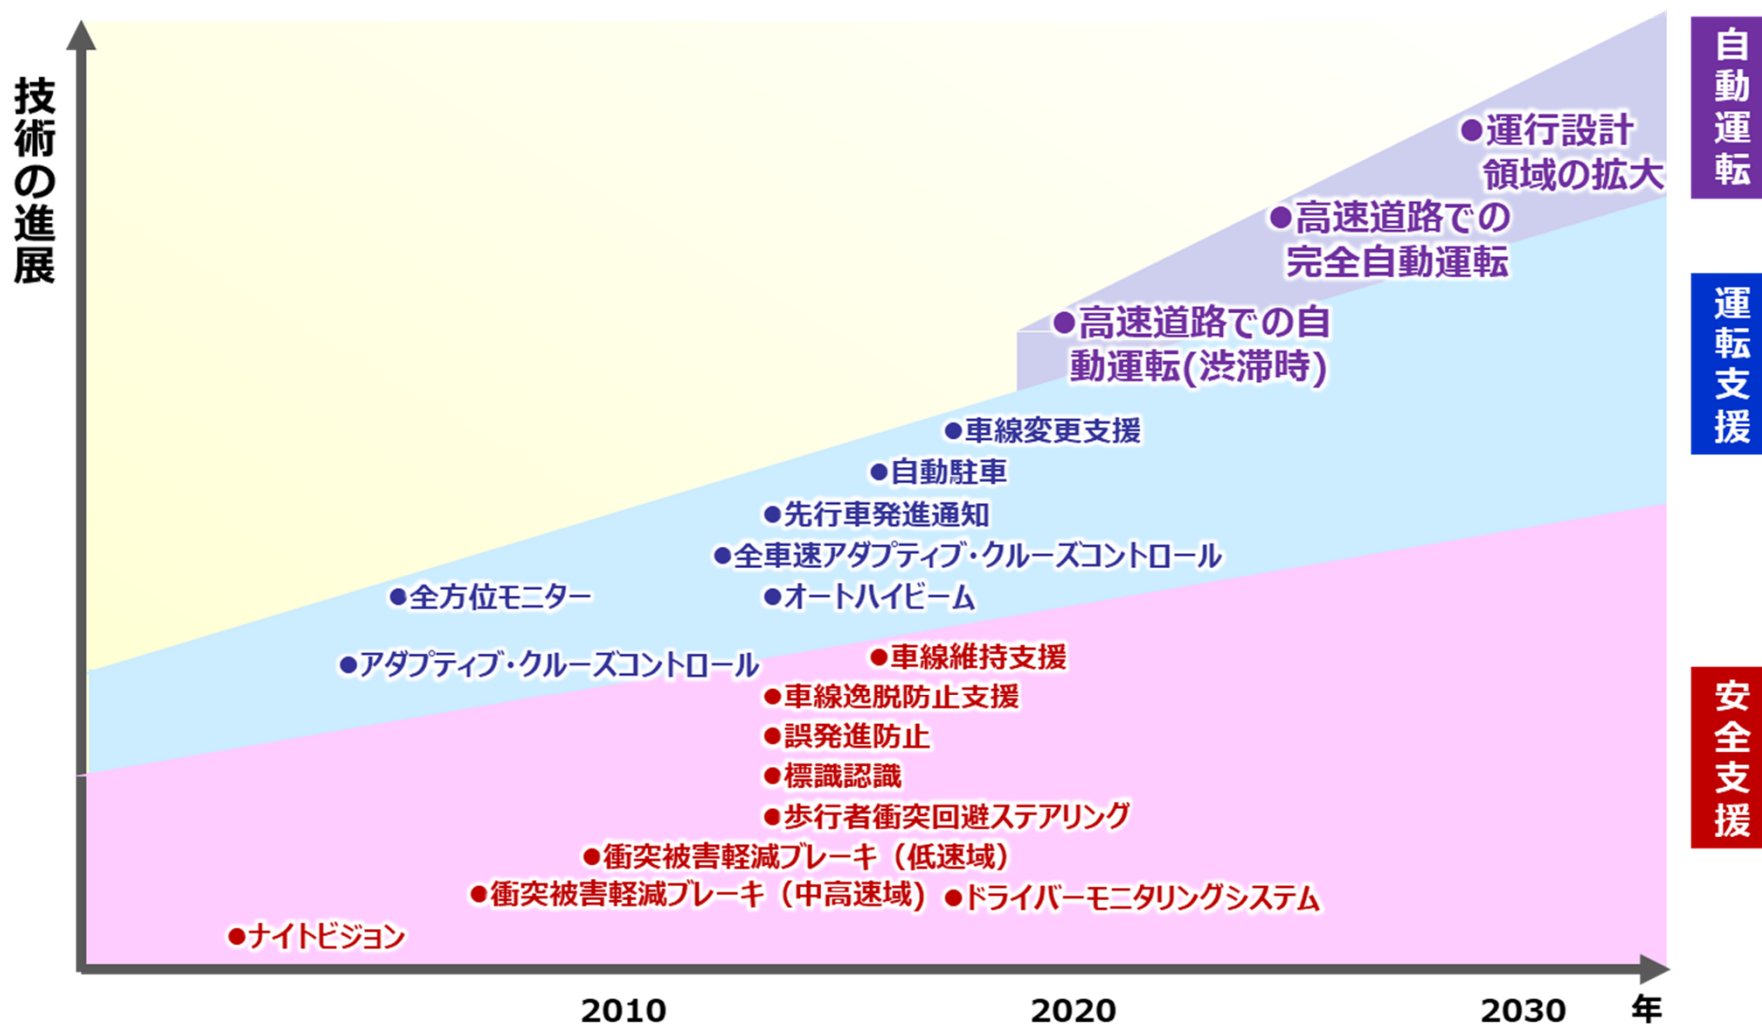 技術の進展
自動運転
●運行設計
領域の拡大
●高速道路での
完全自動運転
運転支援
●高速道路での自
動運転(渋滞時)
●車線変更支援
●自動駐車
●先行車発進通知
●全車速アダプティブ・クルーズコントロール
●全方位モニター
●オートハイビーム
●アダプティブ・クルーズコントロール
安全支援
●車線維持支援
●車線逸脱防止支援
●誤発進防止
●標識認識
●歩行者衝突回避ステアリング
●衝突被害軽減ブレーキ（低速域）
●衝突被害軽減ブレーキ（中高速域)
●ドライバーモニタリングシステム
●ナイトビジョン
2010
2020
2030
年